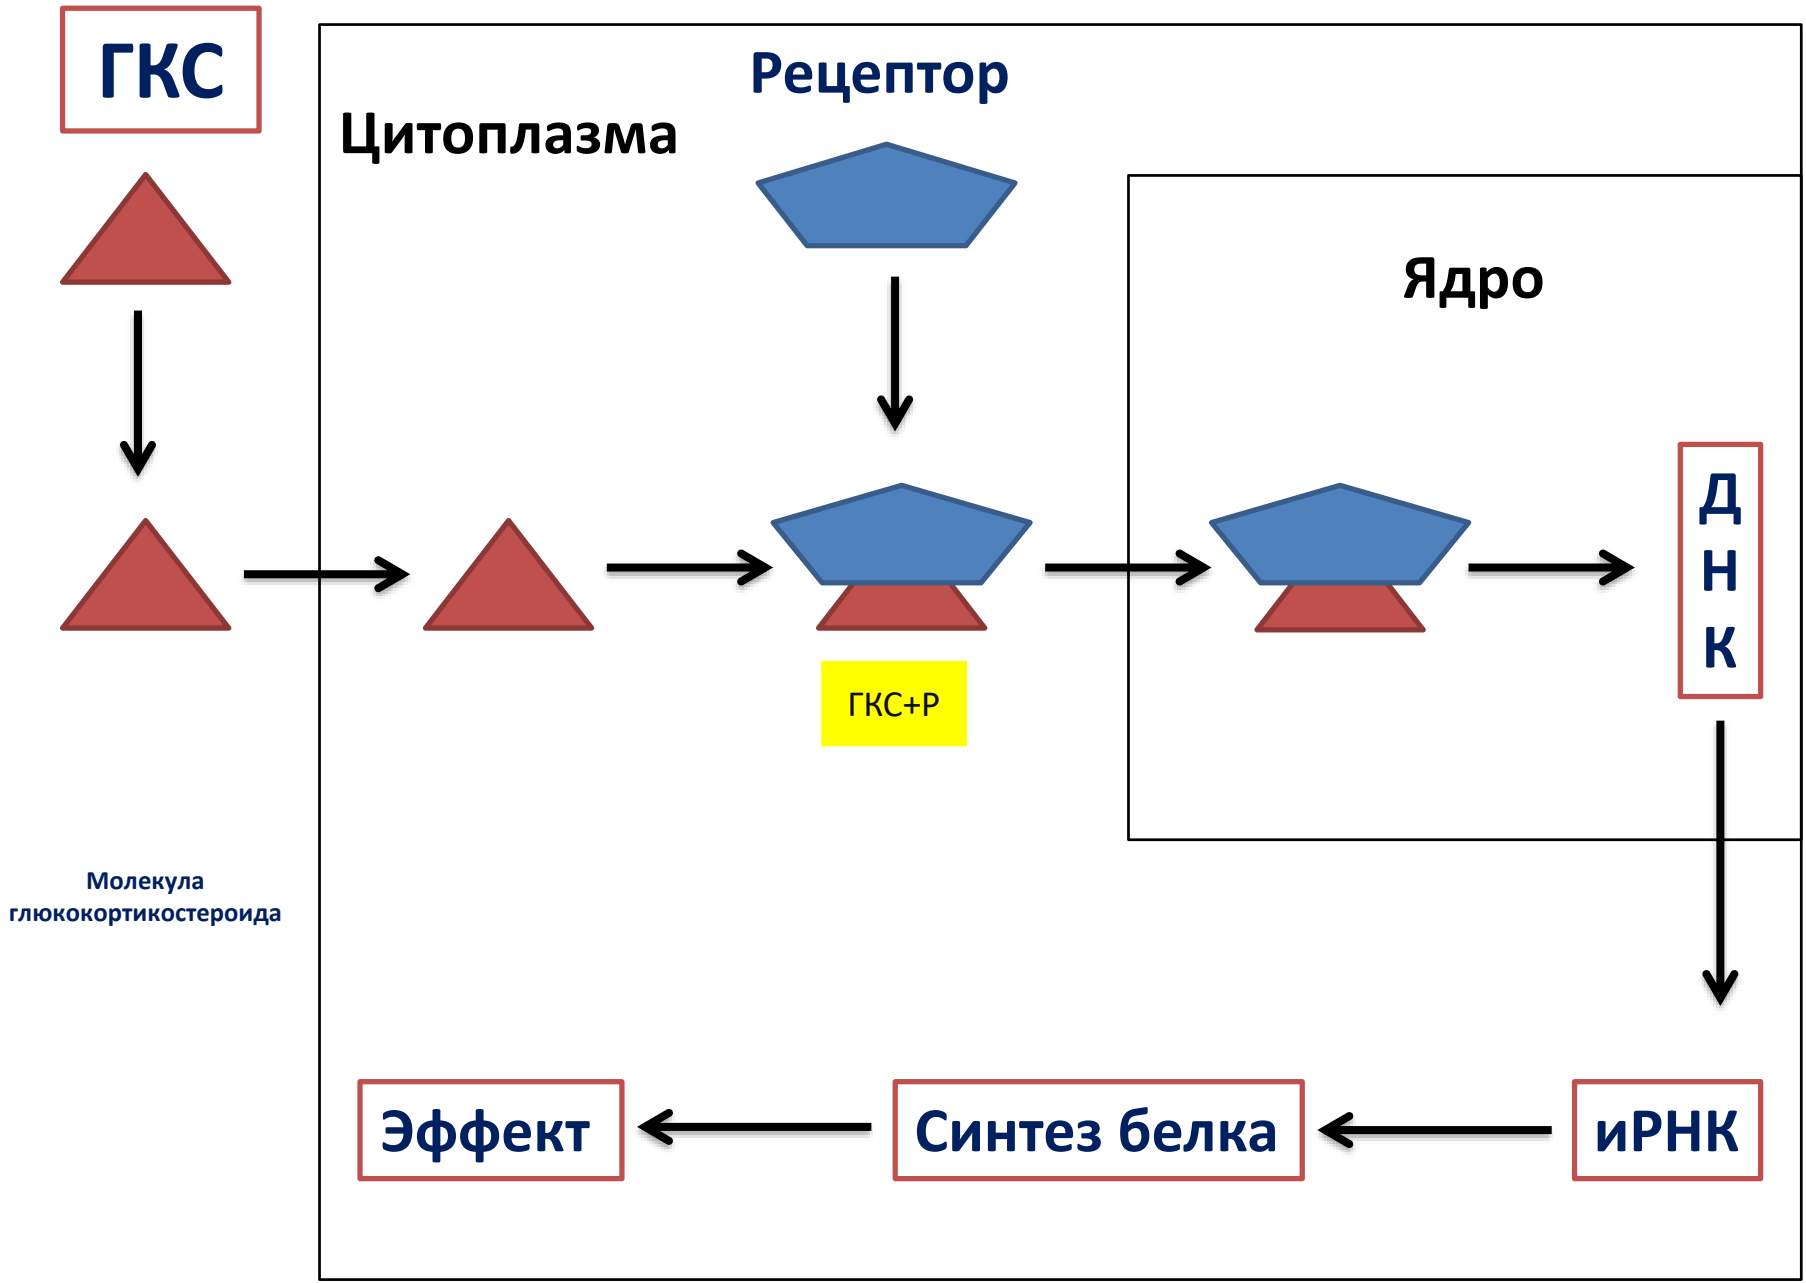 ГКС
Рецептор
Цитоплазма
Ядро
Д
Н
К
ГКС+Р
Молекула
глюкокортикостероида
Эффект
Синтез белка
иРНК